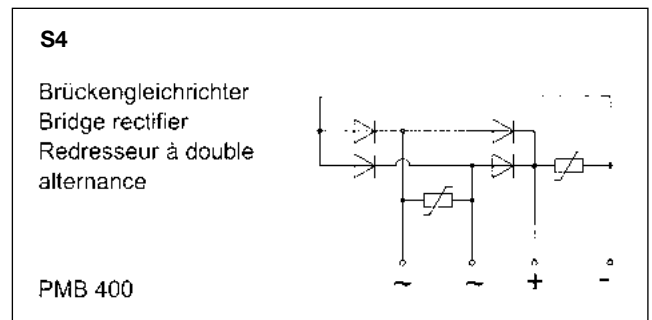 S4
Brückengleichrichter
Bridge rectifier
Redresseur à double
alternance
~ ~ + -
PMB 400